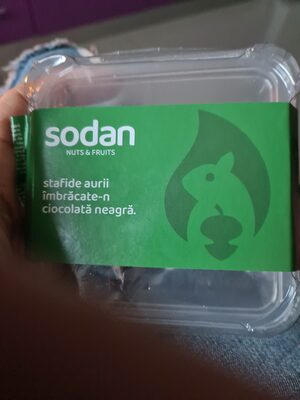 sodan
NUTS & FRUITS
stafide aurii
îmbrăcate-n
ciocolată neagră.